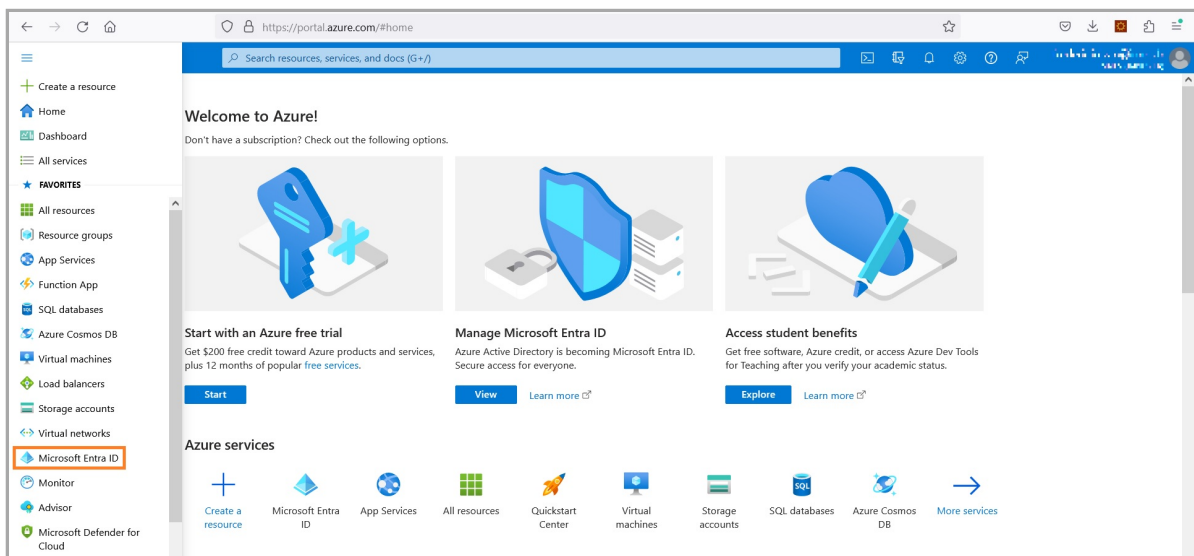 https://portal.azure.com/#home
Search resources, services, and docs (G+/)
Create a resource
Home
Dashboard
All services
FAVORITES
All resources
Resource groups
App Services
Function App
SQL databases
Azure Cosmos DB
Virtual machines
Load balancers
Storage accounts
Virtual networks
Microsoft Entra ID
Monitor
Advisor
Microsoft Defender for
Cloud
Welcome to Azure!
Don't have a subscription? Check out the following options.
Start with an Azure free trial
Get $200 free credit toward Azure products and services,
plus 12 months of popular free services.
Start
Manage Microsoft Entra ID
Azure Active Directory is becoming Microsoft Entra ID.
Secure access for everyone.
View
Learn more
Access student benefits
Get free software, Azure credit, or access Azure Dev Tools
for Teaching after you verify your academic status.
Explore
Learn more
Azure services
Create a
resource
Microsoft Entra
ID
App Services
All resources
Quickstart
Center
Virtual
machines
Storage
accounts
SQL
SQL databases
Azure Cosmos
DB
More services